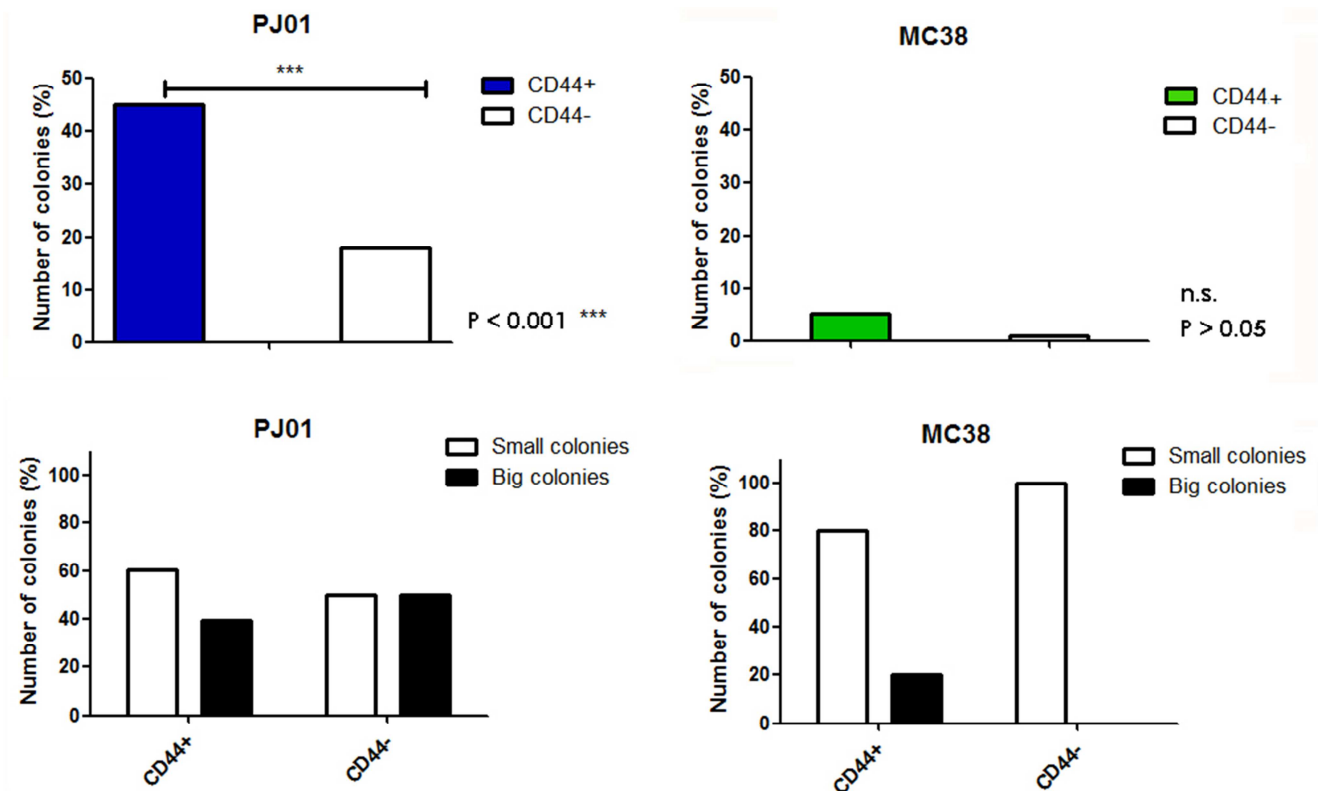 PJ01
***
CD44+
CD44-
Number of colonies (%)
50
40
30
20
10
0
P < 0.001 ***
MC38
CD44+
CD44-
Number of colonies (%)
50
40
30
20
10
0
n.s.
P > 0.05
PJ01
Small colonies
Big colonies
Number of colonies (%)
100
80
60
40
20
0
CD44+
CD44-
MC38
Small colonies
Big colonies
Number of colonies (%)
100
80
60
40
20
0
CD44+
CD44-